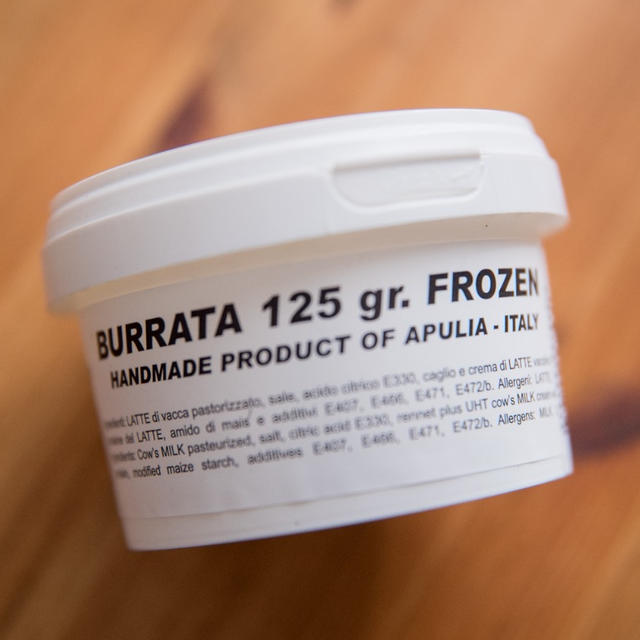 BURRATA 125 gr. FROZEN
HANDMADE PRODUCT OF APULIA - ITALY
LATTE di vacca pastorizzato, sale, acido citrico E330, caglio e crema di LATTE
del LATTE, amido di mais e additivi E407, E466, E471, E472/b. Allergeni: LATTE
Cow's MILK pasteurized, salt, citric acid E330, rennet plus UHT cow's MILK cream
modified maize starch, additives E407, E466, E471, E472/b. Allergens: MILK